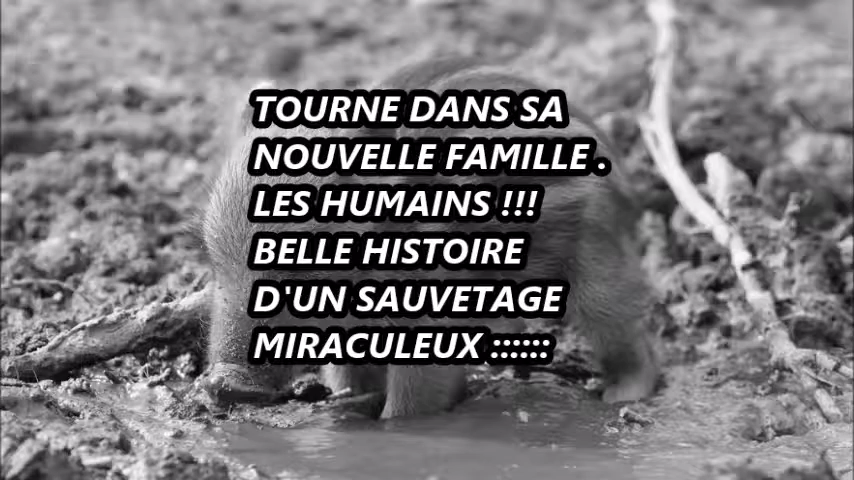 TOURNE DANS SA
NOUVELLE FAMILLE .
LES HUMAINS !!!
BELLE HISTOIRE
D'UN SAUVETAGE
MIRACULEUX ::::::